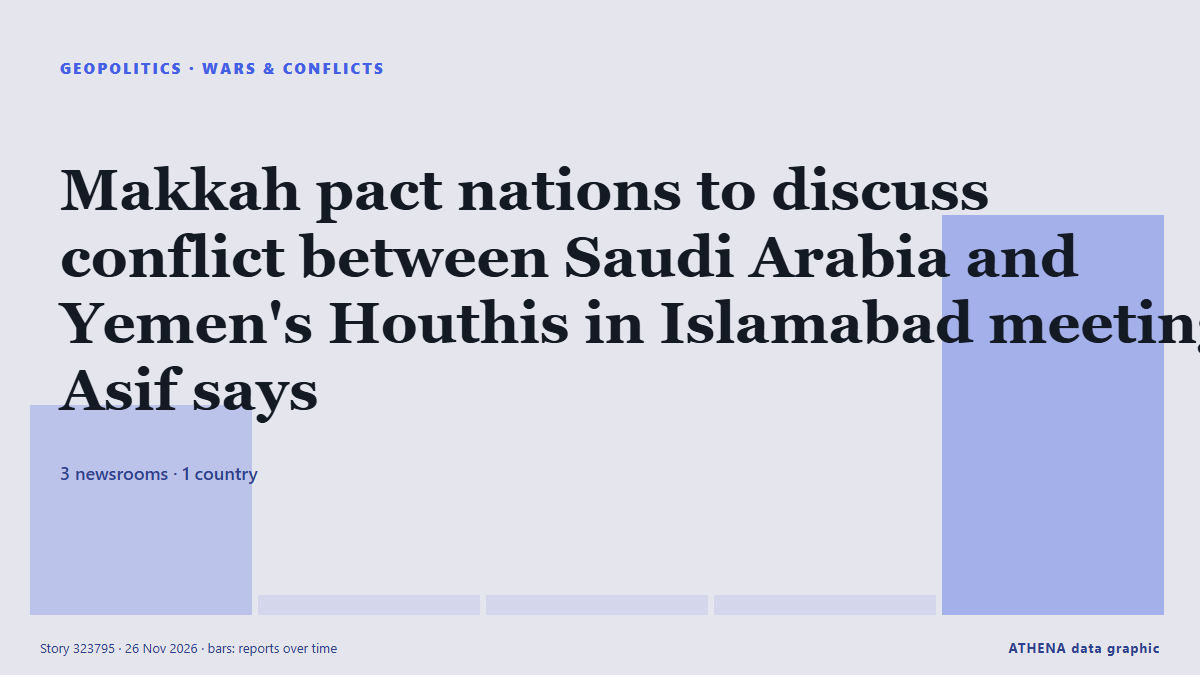 GEOPOLITICS · WARS & CONFLICTS
Makkah pact nations to discuss
conflict between Saudi Arabia and
Yemen's Houthis in Islamabad meeting
Asif says
3 newsrooms · 1 country
Story 323795 · 26 Nov 2026 · bars: reports over time
ATHENA data graphic